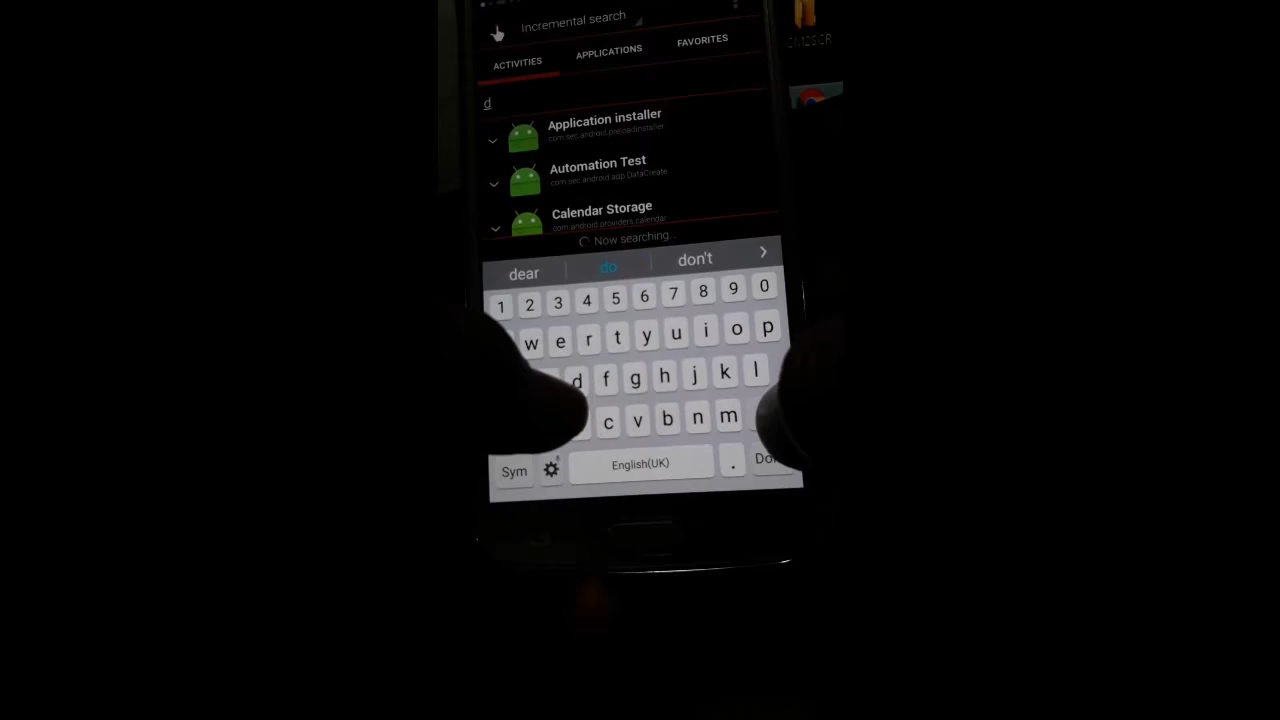 Incremental search
ACTIVITIES APPLICATIONS FAVORITES
d
Application installer
com.sec.android.preloadinstaller
Automation Test
com.sec.android.app.DataCreate
Calendar Storage
com.android.providers.calendar
Now searching..
dear do don't
1 2 3 4 5 6 7 8 9 0
w e r t y u i o p
d f g h j k l
c v b n m
Sym English(UK) .